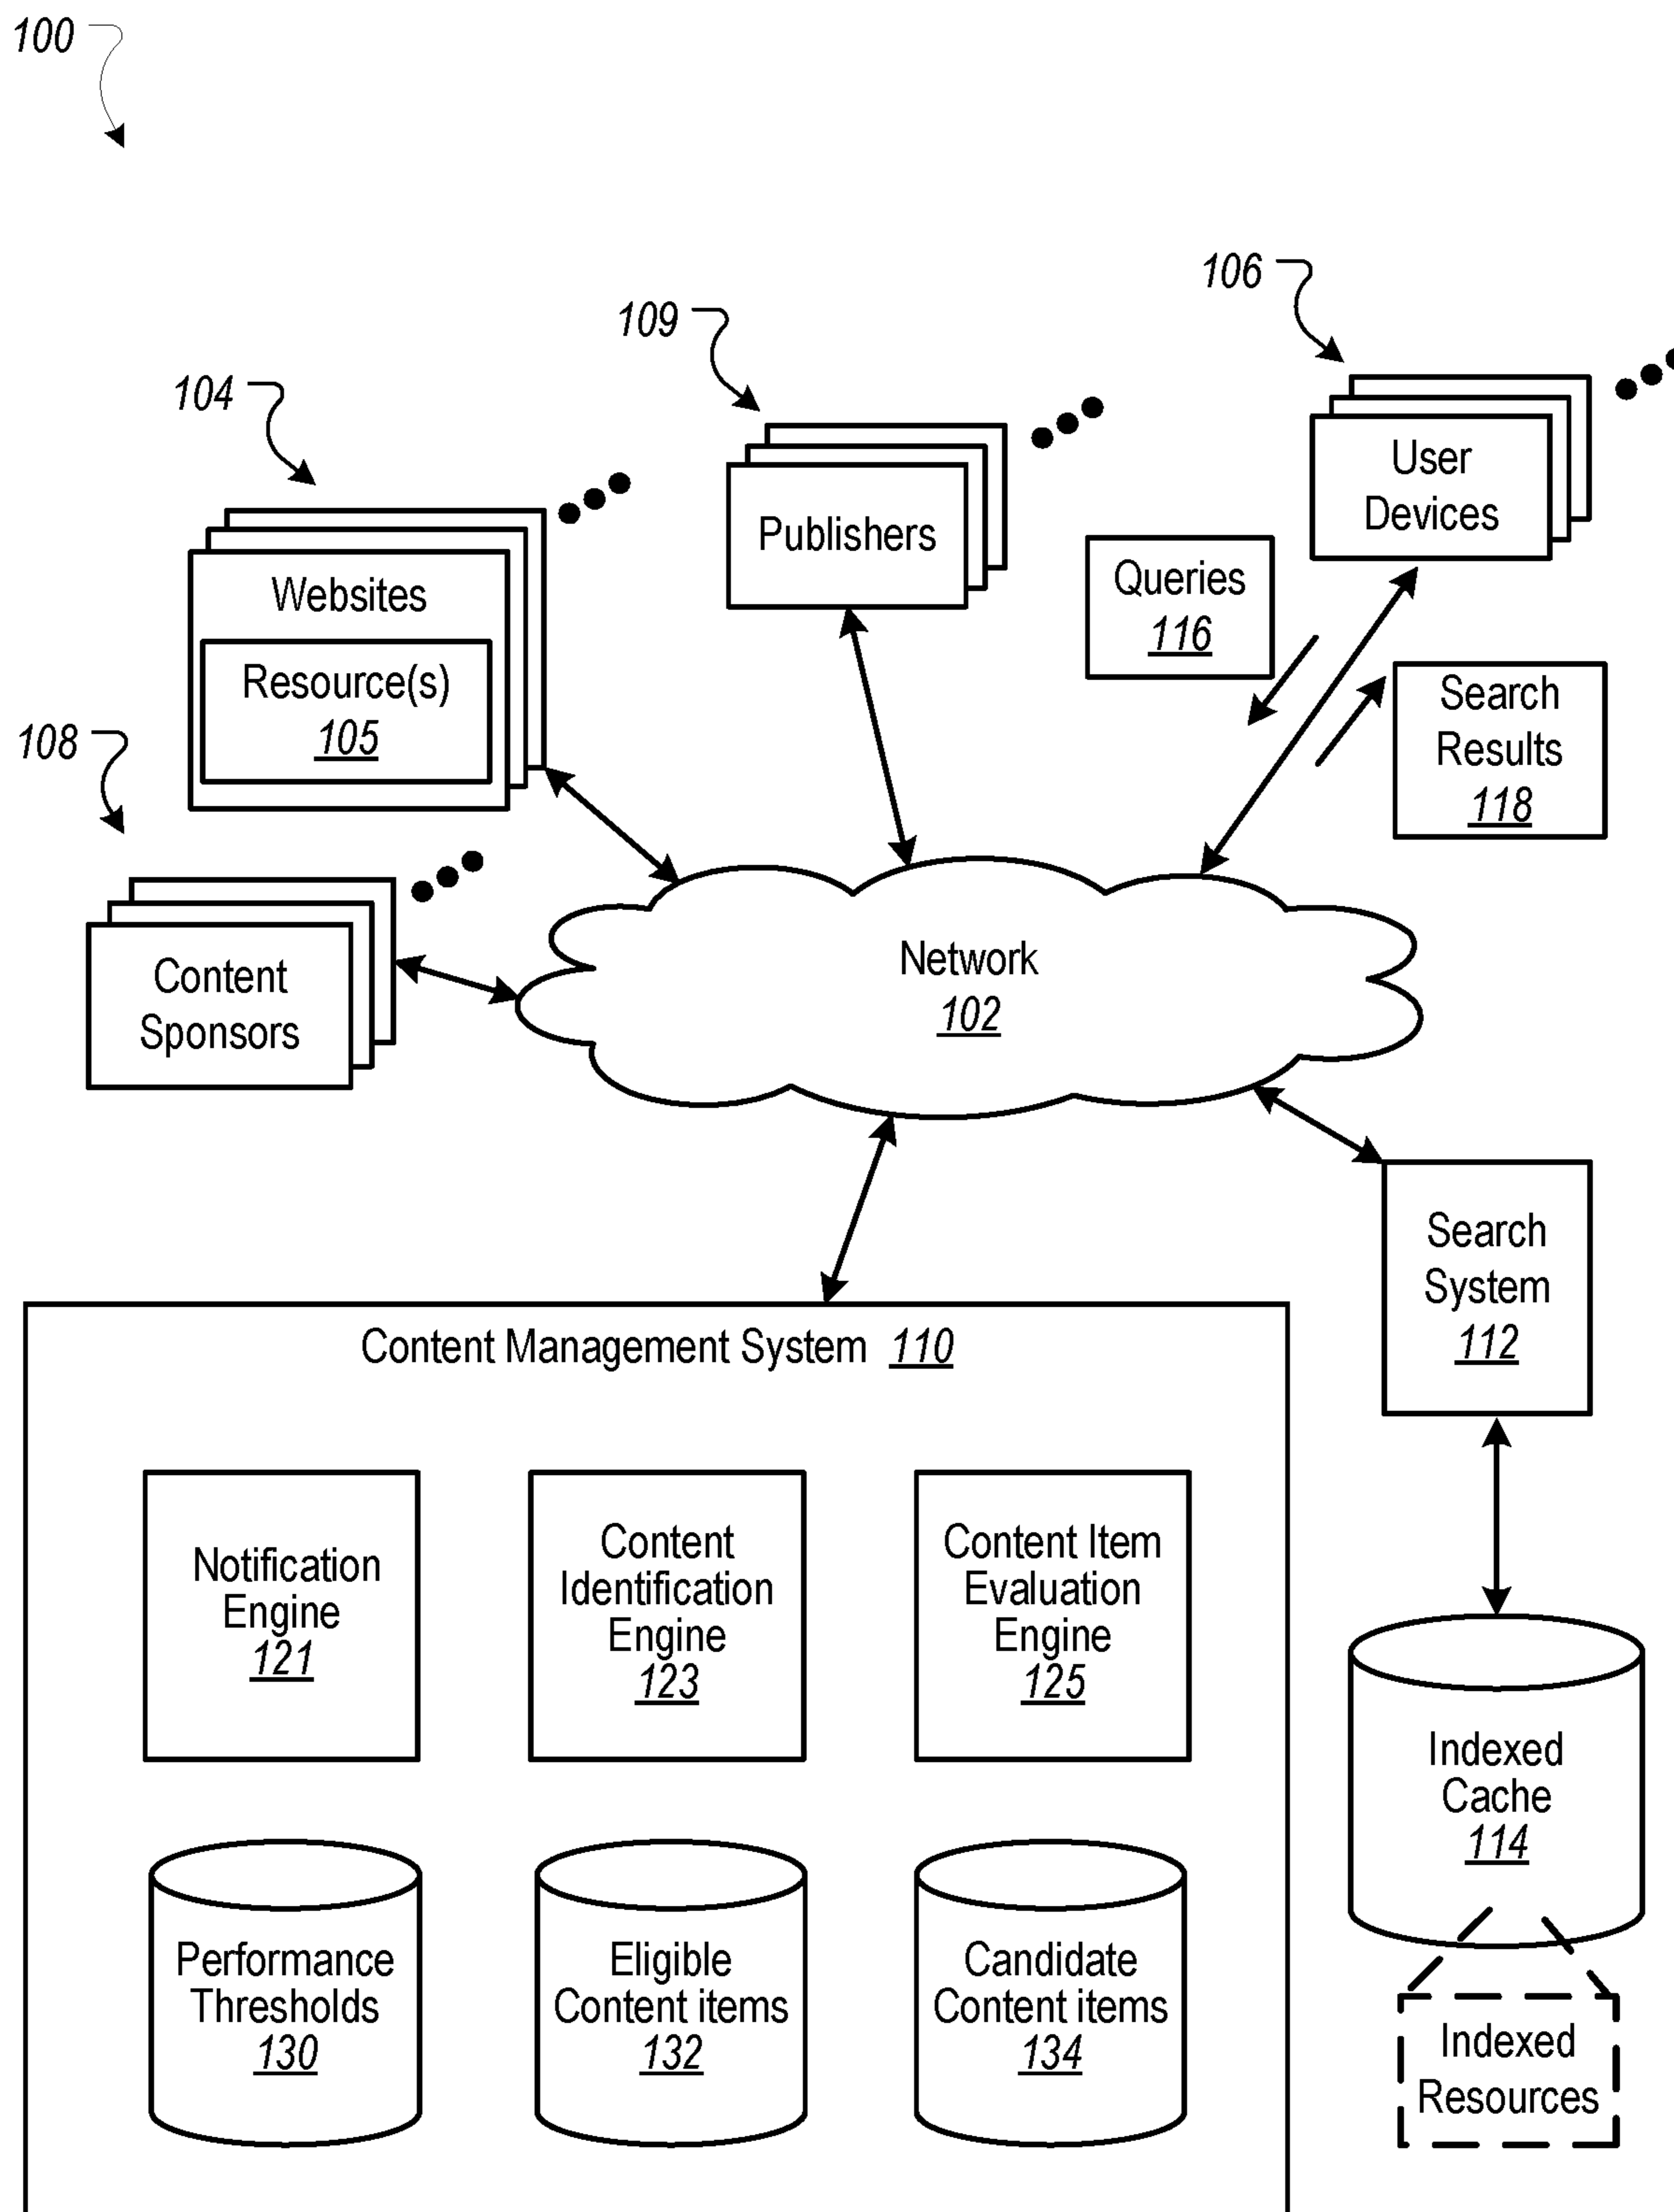 100
106
109
104
User
Devices
Publishers
Queries
116
Websites
Resource(s)
105
Search
Results
118
108
Content
Sponsors
Network
102
Search
System
112
Content Management System 110
Notification
Engine
121
Content
Identification
Engine
123
Content Item
Evaluation
Engine
125
Indexed
Cache
114
Performance
Thresholds
130
Eligible
Content items
132
Candidate
Content items
134
Indexed
Resources